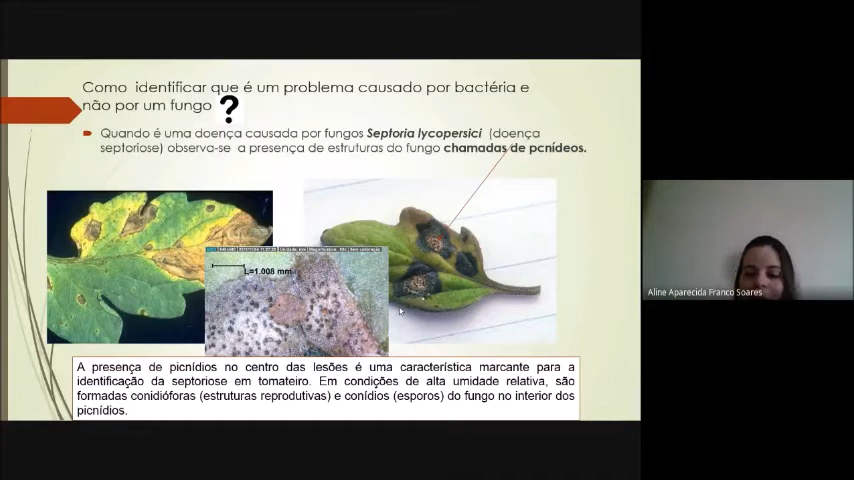 Como identificar que é um problema causado por bactéria e
não por um fungo ?
Quando é uma doença causada por fungos Septoria lycopersici (doença
septoriose) observa-se a presença de estruturas do fungo chamadas de pcnídeos.
L=1.008 mm
A presença de picnídios no centro das lesões é uma característica marcante para a
identificação da septoriose em tomateiro. Em condições de alta umidade relativa, são
formadas conidióforas (estruturas reprodutivas) e conídios (esporos) do fungo no interior dos
picnídios.
Aline Aparecida Franco Soares